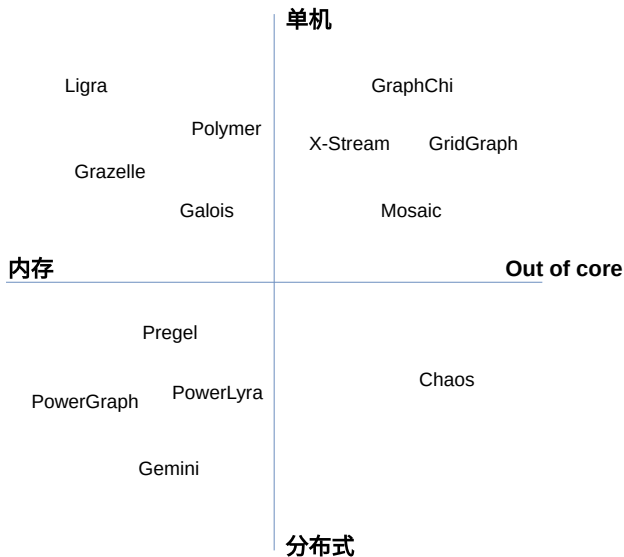 单机
Ligra
GraphChi
Polymer
X-Stream
GridGraph
Grazelle
Galois
Mosaic
内存
Out of core
Pregel
Chaos
PowerGraph
PowerLyra
Gemini
分布式